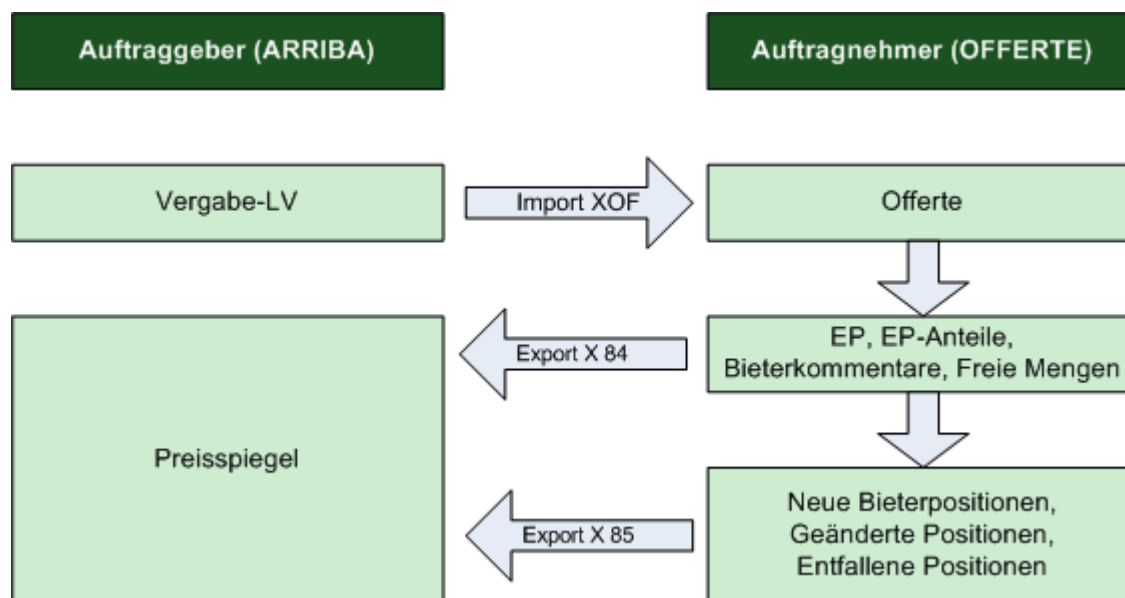 Auftraggeber (ARRIBA)
Auftragnehmer (OFFERTE)
Vergabe-LV
Import XOF
Offerte
Preisspiegel
Export X 84
EP, EP-Anteile,
Bieterkommentare, Freie Mengen
Export X 85
Neue Bieterpositionen,
Geänderte Positionen,
Entfallene Positionen